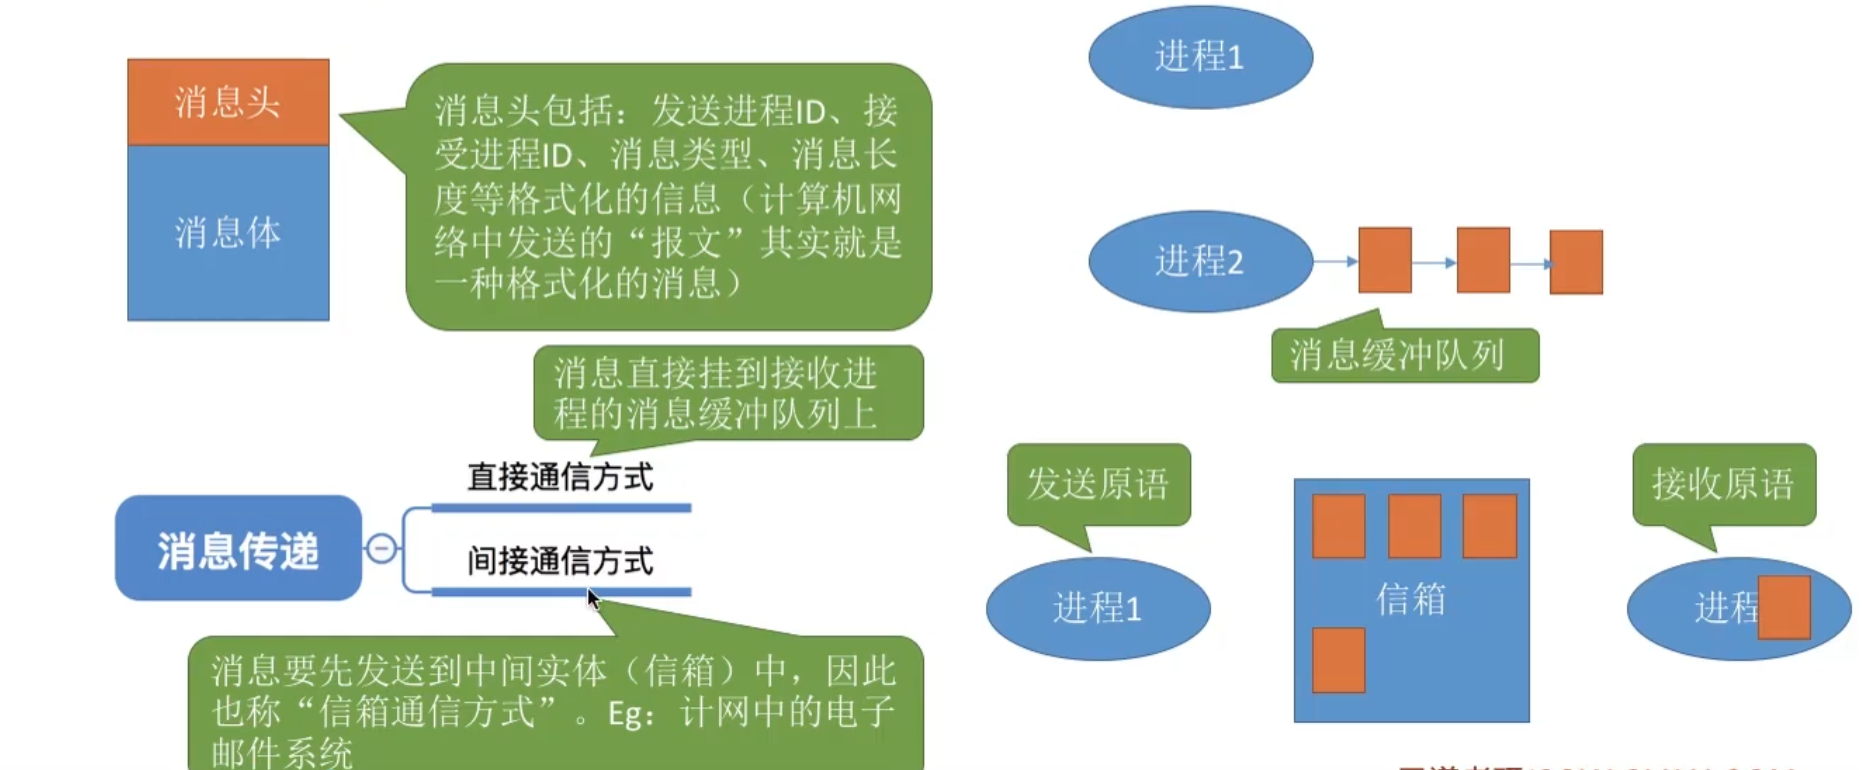 消息头
消息体
消息头包括：发送进程ID、接
受进程ID、消息类型、消息长
度等格式化的信息（计算机网
络中发送的“报文”其实就是
一种格式化的消息）
消息直接挂到接收进
程的消息缓冲队列上
直接通信方式
消息传递
间接通信方式
消息要先发送到中间实体（信箱）中，因此
也称“信箱通信方式”。Eg：计网中的电子
邮件系统
进程1
进程2
消息缓冲队列
发送原语
接收原语
进程1
信箱
进程